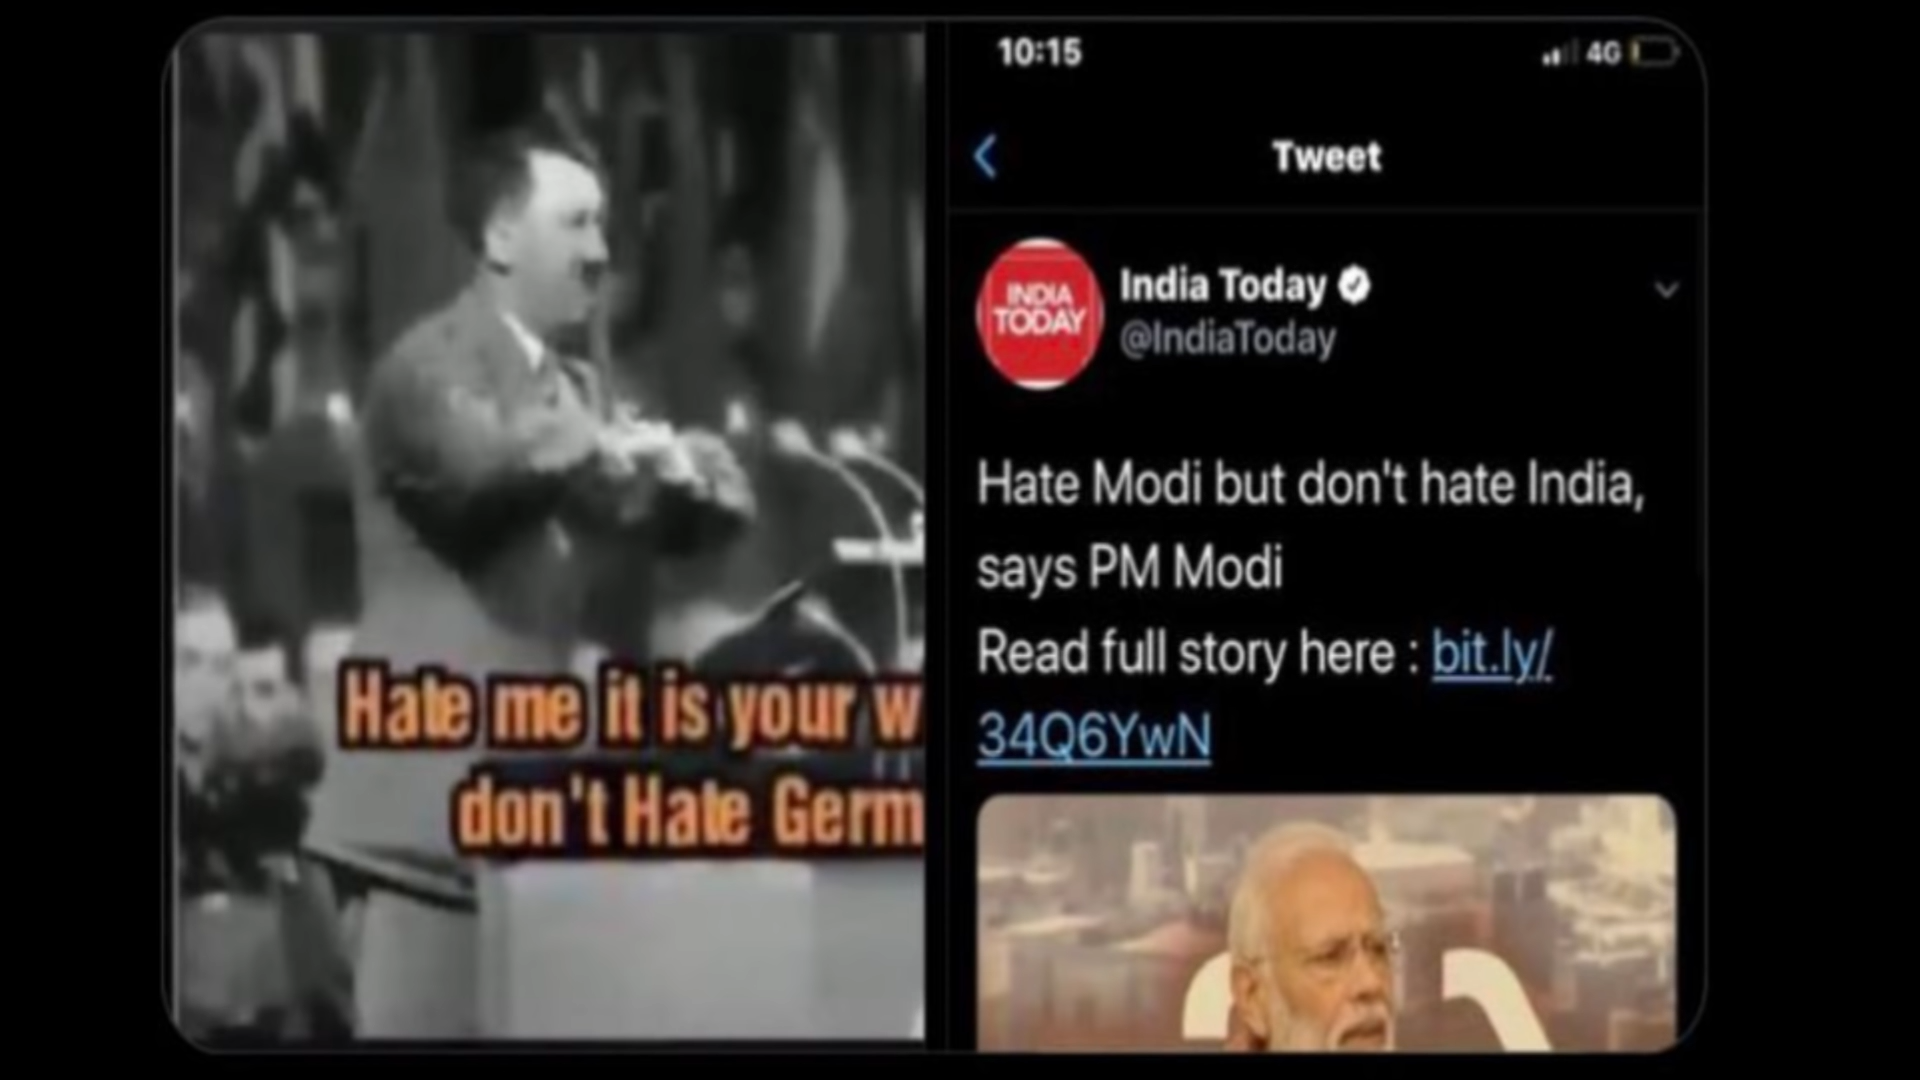 Hate me it is your w
don't Hate Germ
10:15
4G
Tweet
INDIA
TODAY
India Today
@IndiaToday
Hate Modi but don't hate India,
says PM Modi
Read full story here : bit.ly/
34Q6YwN